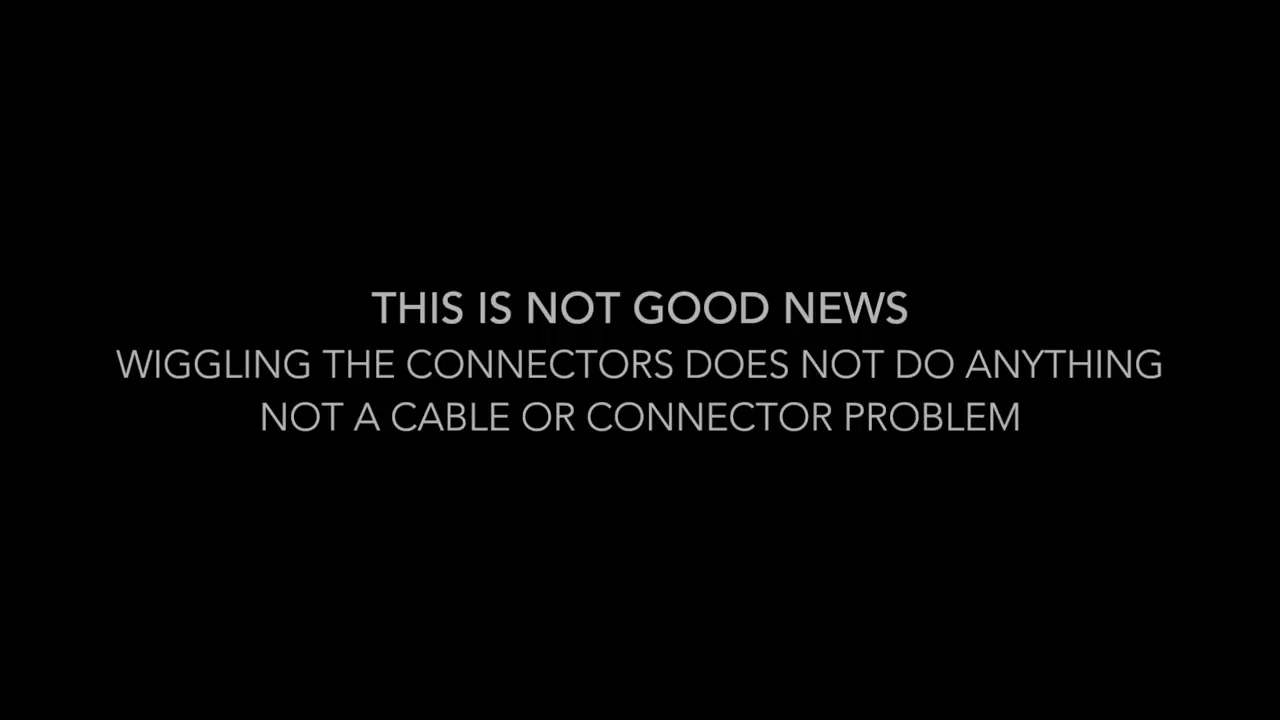 THIS IS NOT GOOD NEWS
WIGGLING THE CONNECTORS DOES NOT DO ANYTHING
NOT A CABLE OR CONNECTOR PROBLEM